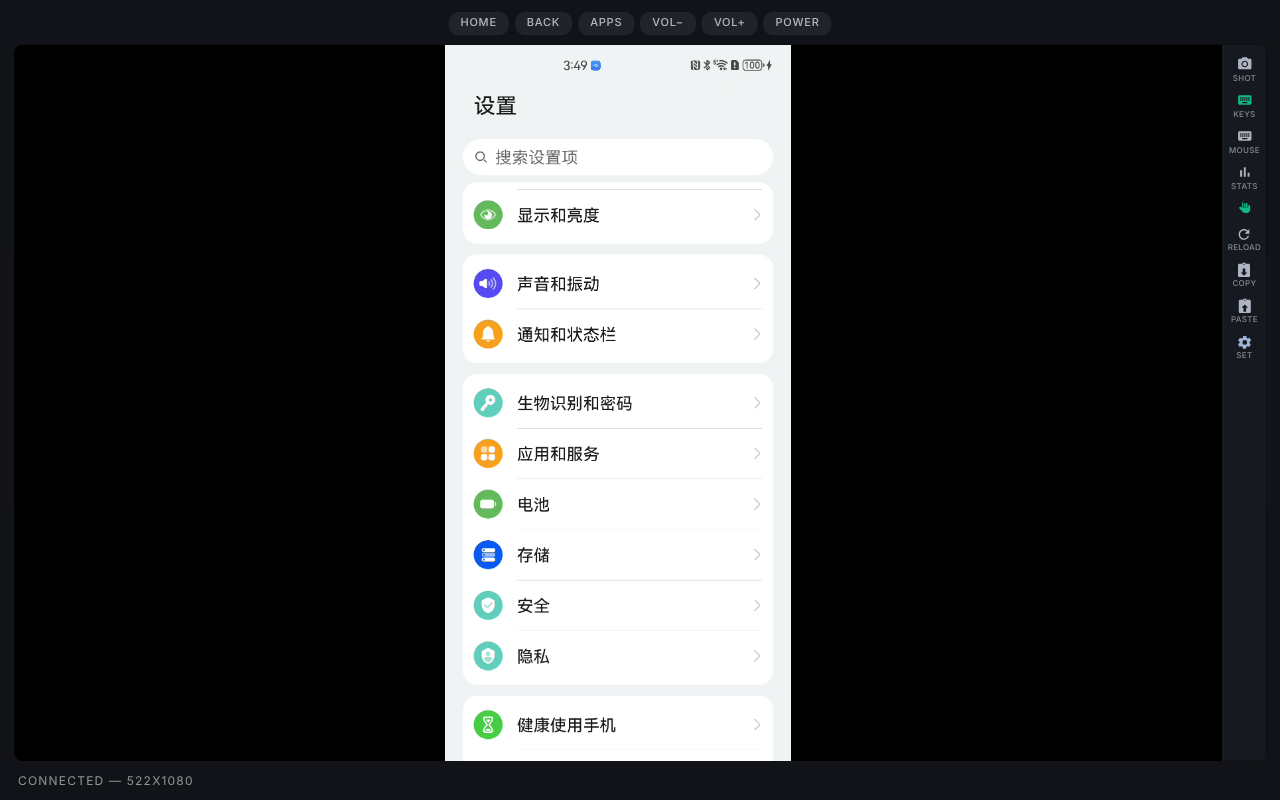 HOME BACK APPS VOL– VOL+ POWER
3:49 100
设置
搜索设置项
显示和亮度
声音和振动
通知和状态栏
生物识别和密码
应用和服务
电池
存储
安全
隐私
健康使用手机
SHOT
KEYS
MOUSE
STATS
RELOAD
COPY
PASTE
SET
CONNECTED — 522X1080